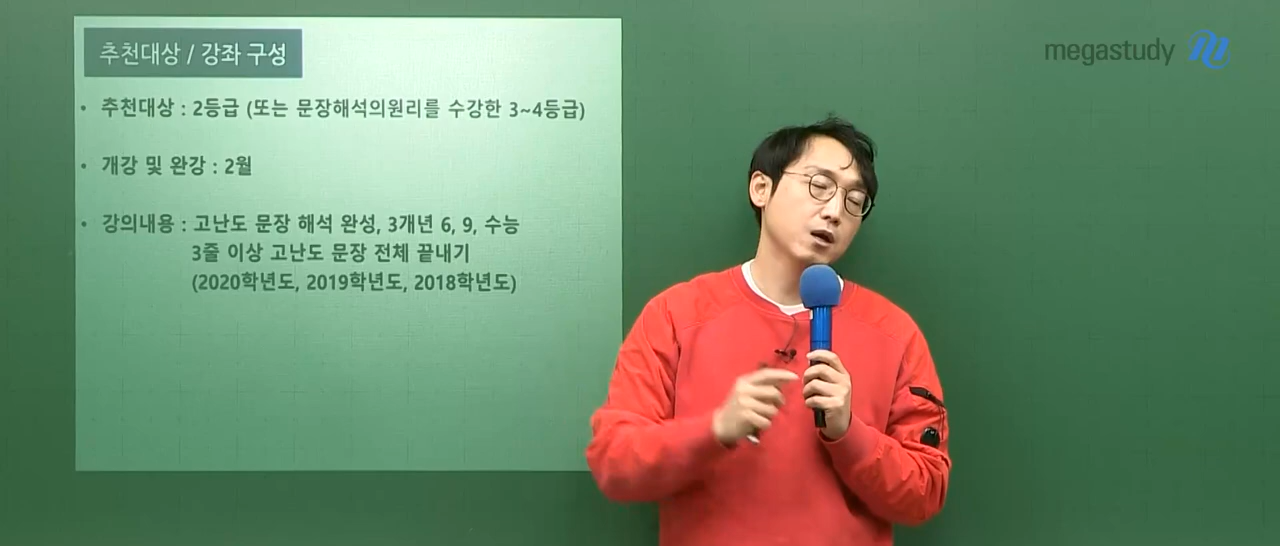 추천대상 / 강좌 구성
megastudy
• 추천대상 : 2등급 (또는 문장해석의원리를 수강한 3~4등급)
• 개강 및 완강 : 2월
• 강의내용 : 고난도 문장 해석 완성, 3개년 6, 9, 수능
3줄 이상 고난도 문장 전체 끝내기
(2020학년도, 2019학년도, 2018학년도)